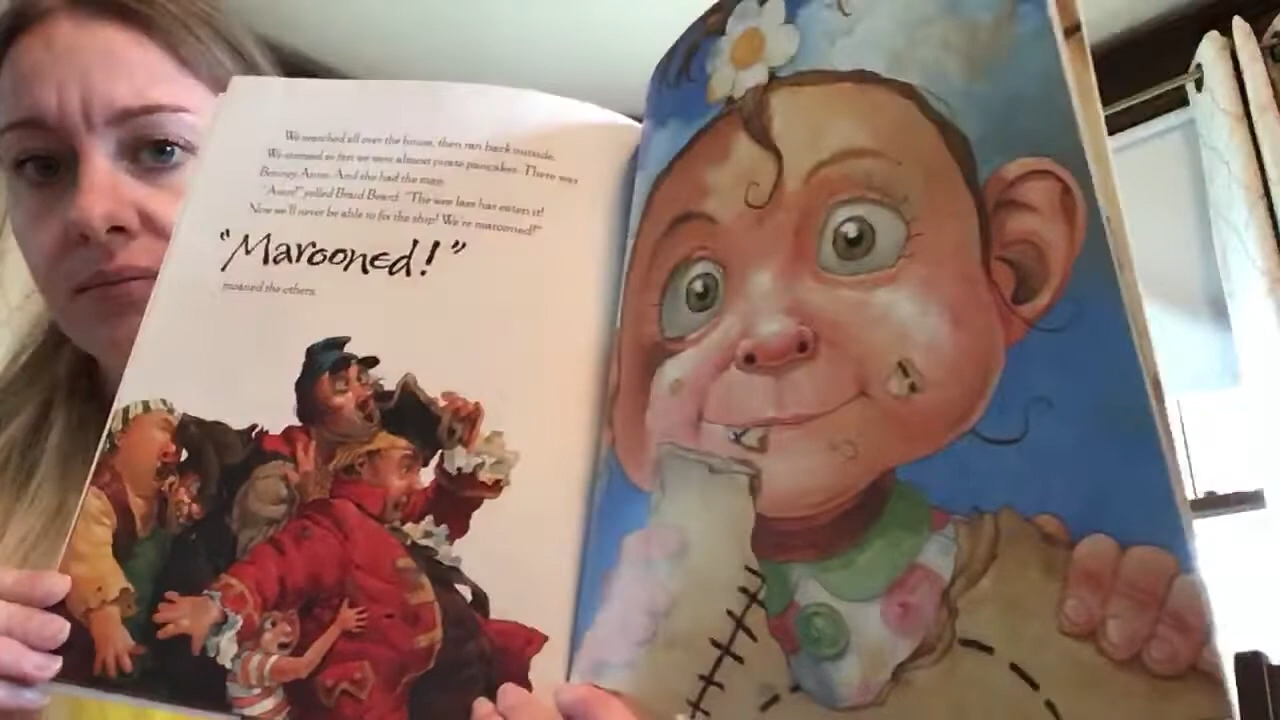 We searched all over the house, then ran back outside.
We stopped so fast we were almost pirate pancakes. There was
Bonney Anne. And she had the map.
"Arrr!" yelled Braid Beard. "The wee lass has eaten it!
Now we'll never be able to fix the ship! We're marooned!"
"Marooned!"
moaned the others.